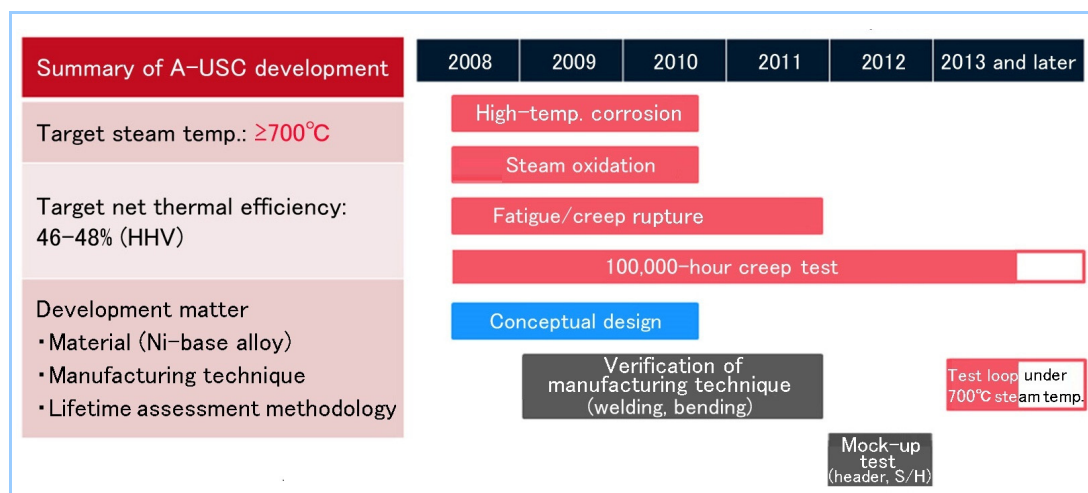 Summary of A-USC development
Target steam temp.: ≥700℃
Target net thermal efficiency:
46-48% (HHV)
Development matter
・Material (Ni-base alloy)
・Manufacturing technique
・Lifetime assessment methodology
2008 2009 2010 2011 2012 2013 and later
High-temp. corrosion
Steam oxidation
Fatigue/creep rupture
100,000-hour creep test
Conceptual design
Verification of
manufacturing technique
(welding, bending)
Test loop under
700℃ steam temp.
Mock-up
test
(header, S/H)